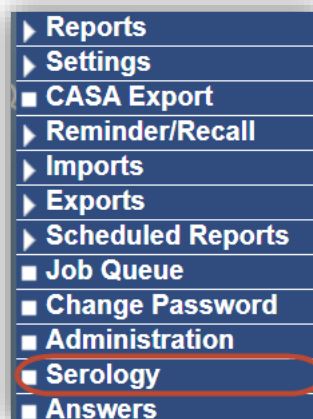 Reports
Settings
CASA Export
Reminder/Recall
Imports
Exports
Scheduled Reports
Job Queue
Change Password
Administration
Serology
Answers